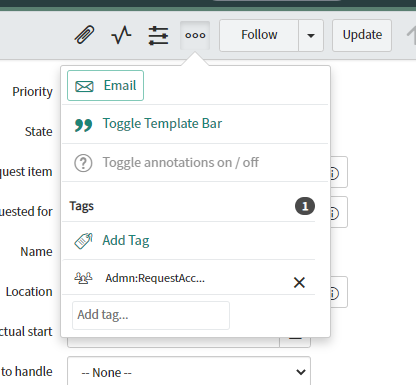 Follow
Update
Priority
Email
State
Toggle Template Bar
quest item
Toggle annotations on / off
uested for
Tags
1
Name
Add Tag
Location
Admn:RequestAcc...
Add tag...
ctual start
to handle
-- None --